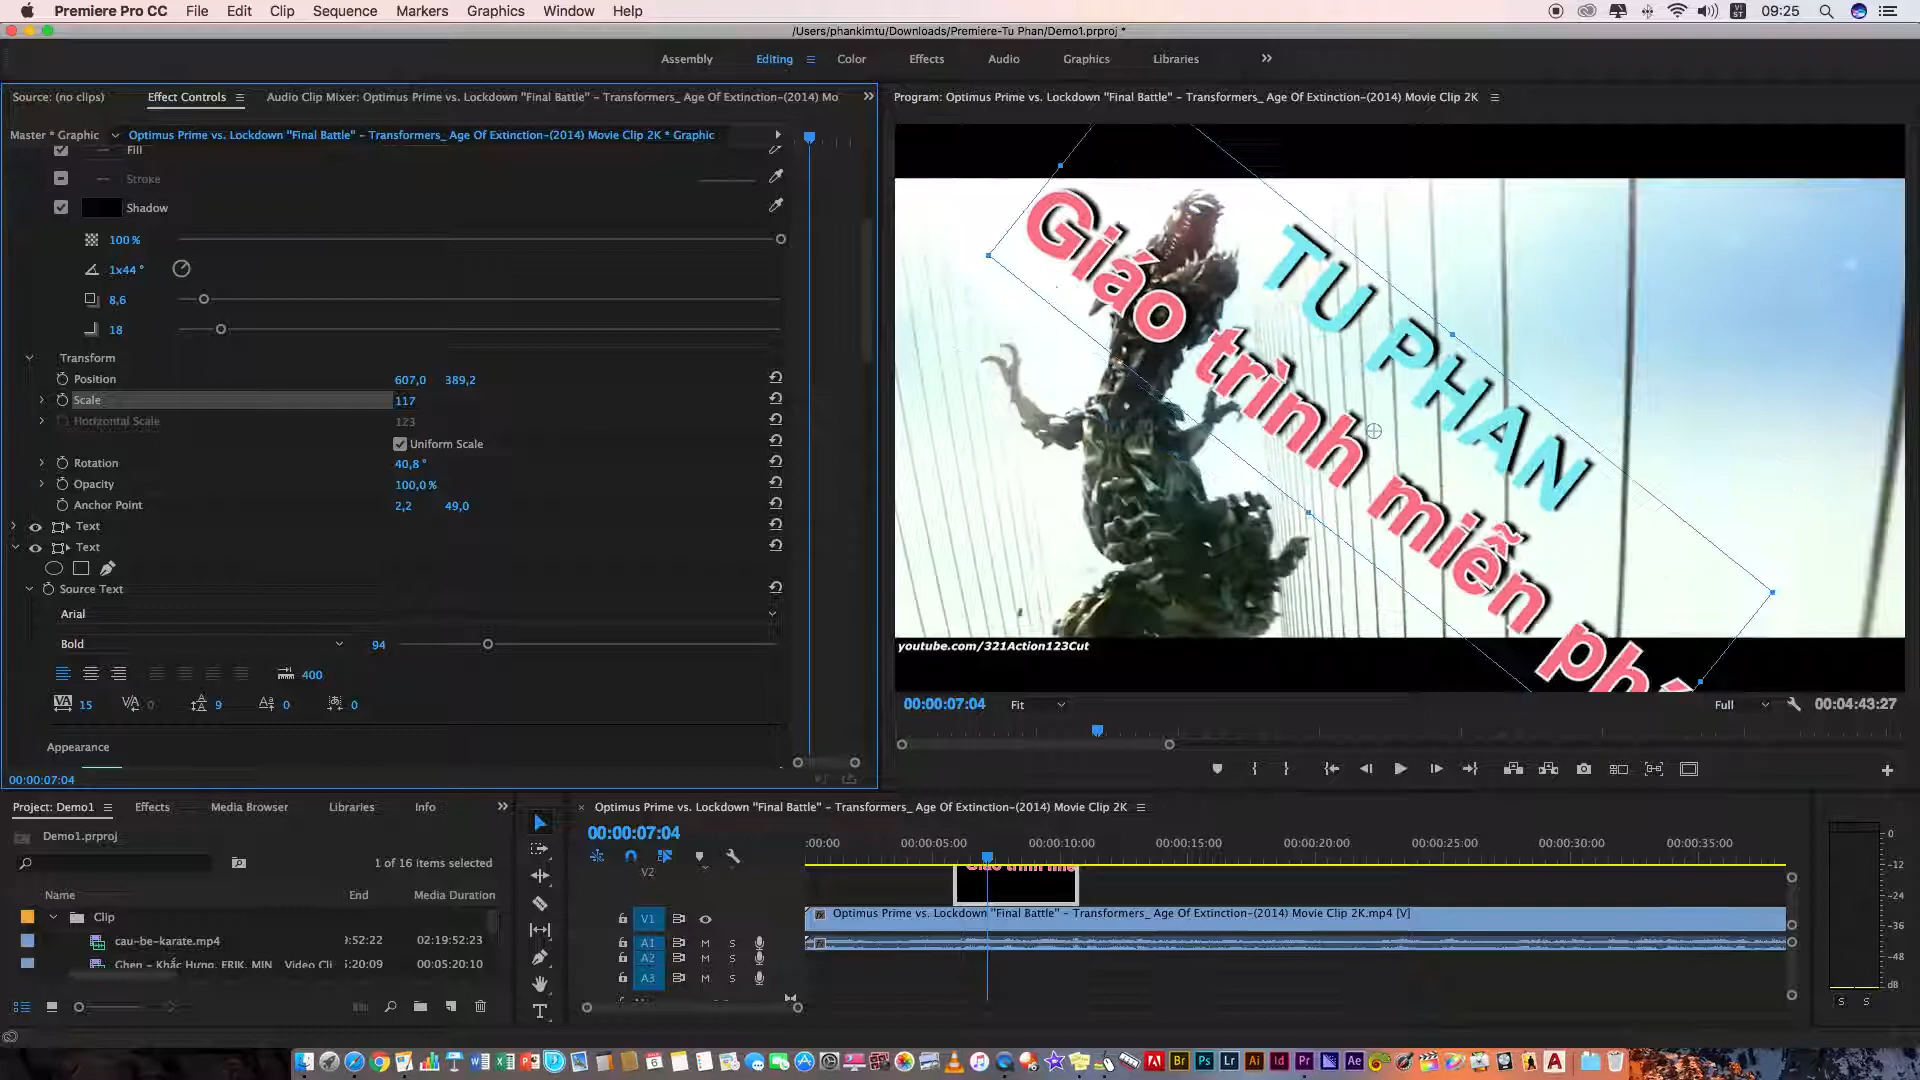 Premiere Pro CC File Edit Clip Sequence Markers Graphics Window Help 09:25
/Users/phankimtu/Downloads/Premiere-Tu Phan/Demo1.prproj *
Assembly Editing Color Effects Audio Graphics Libraries
Source: (no clips) Effect Controls Audio Clip Mixer: Optimus Prime vs. Lockdown "Final Battle" - Transformers_ Age Of Extinction-(2014) Mo
Program: Optimus Prime vs. Lockdown "Final Battle" - Transformers_ Age Of Extinction-(2014) Movie Clip 2K
Master * Graphic Optimus Prime vs. Lockdown "Final Battle" - Transformers_ Age Of Extinction-(2014) Movie Clip 2K * Graphic
Fill
Stroke
Shadow
100 %
1x44 °
8,6
18
Transform
Position 607,0 389,2
Scale 117
Horizontal Scale 123
Uniform Scale
Rotation 40,8 °
Opacity 100,0 %
Anchor Point 2,2 49,0
Text
Text
Source Text
Arial
Bold 94
400
15 0 9 0 0
Appearance
00:00:07:04
TU PHAN
Giáo trình miễn
youtube.com/321Action123Cut
00:00:07:04 Fit Full 00:04:43:27
Project: Demo1 Effects Media Browser Libraries Info
Demo1.prproj
1 of 16 items selected
Name End Media Duration
Clip
cau-be-karate.mp4 9:52:22 02:19:52:23
Ghen - Khắc Hưng, ERIK, MIN Video Cli 5:20:09 00:05:20:10
Optimus Prime vs. Lockdown "Final Battle" - Transformers_ Age Of Extinction-(2014) Movie Clip 2K
00:00:07:04
:00:00 00:00:05:00 00:00:10:00 00:00:15:00 00:00:20:00 00:00:25:00 00:00:30:00 00:00:35:00
V2
V1 Optimus Prime vs. Lockdown "Final Battle" - Transformers_ Age Of Extinction-(2014) Movie Clip 2K.mp4 [V]
A1 M S
A2 M S
A3 M S
0
-12
-24
-36
-48
dB
S S